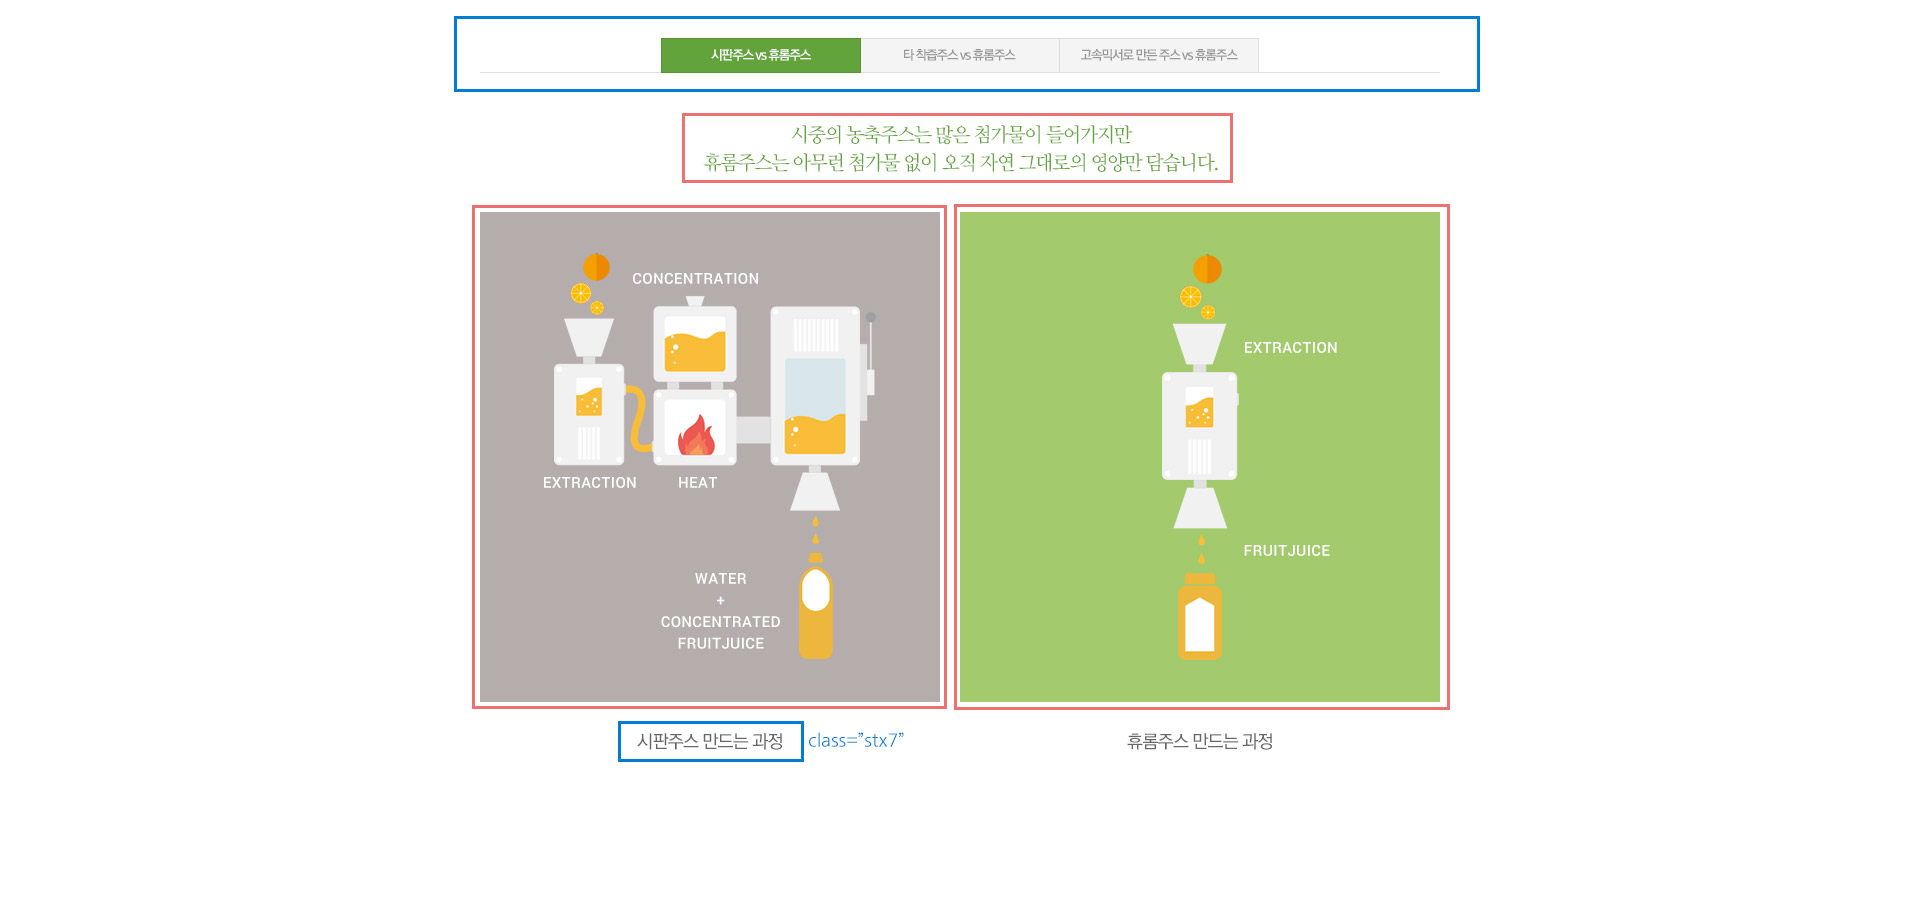 시판주스 vs 휴롬주스
타 착즙주스 vs 휴롬주스
고속믹서로 만든 주스 vs 휴롬주스
시중의 농축주스는 많은 첨가물이 들어가지만
휴롬주스는 아무런 첨가물 없이 오직 자연 그대로의 영양만 담습니다.
CONCENTRATION
EXTRACTION
HEAT
WATER
+
CONCENTRATED
FRUITJUICE
EXTRACTION
FRUITJUICE
시판주스 만드는 과정
class=”stx7”
휴롬주스 만드는 과정